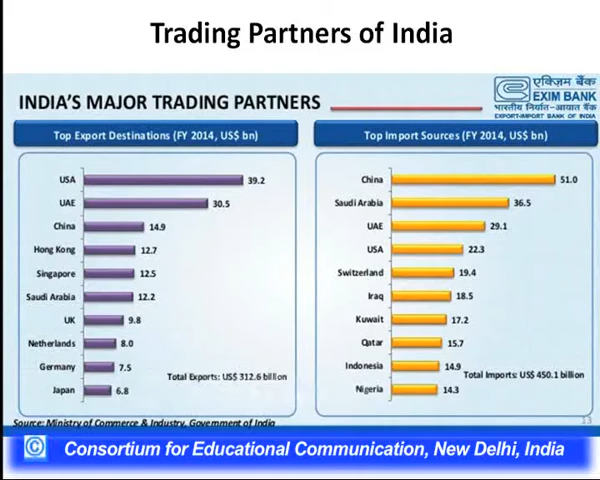 Trading Partners of India
INDIA'S MAJOR TRADING PARTNERS
एक्ज़िम बैंक
EXIM BANK
भारतीय निर्यात-आयात बैंक
EXPORT-IMPORT BANK OF INDIA
Top Export Destinations (FY 2014, US$ bn)
USA 39.2
UAE 30.5
China 14.9
Hong Kong 12.7
Singapore 12.5
Saudi Arabia 12.2
UK 9.8
Netherlands 8.0
Germany 7.5
Japan 6.8
Total Exports: US$ 312.6 billion
Top Import Sources (FY 2014, US$ bn)
China 51.0
Saudi Arabia 36.5
UAE 29.1
USA 22.3
Switzerland 19.4
Iraq 18.5
Kuwait 17.2
Qatar 15.7
Indonesia 14.9
Nigeria 14.3
Total Imports: US$ 450.1 billion
Source: Ministry of Commerce & Industry, Government of India
13
© Consortium for Educational Communication, New Delhi, India